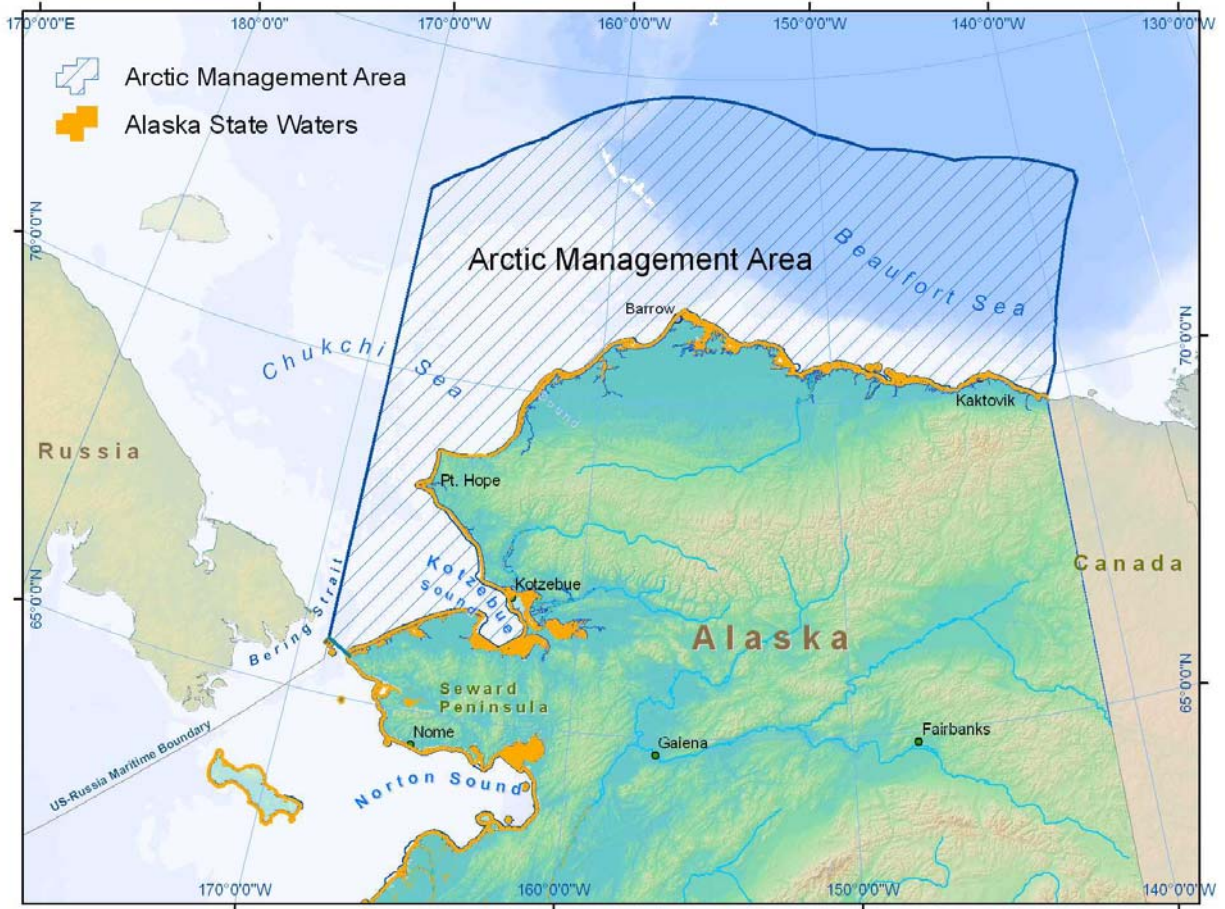 170°0'0"E
180°0'0"
170°0'0"W
160°0'0"W
150°0'0"W
140°0'0"W
130°0'0"W
Arctic Management Area
Alaska State Waters
70°0'0"N
Arctic Management Area
Beaufort Sea
Barrow
70°0'0"N
Chukchi Sea
Kaktovik
Russia
Pt. Hope
Canada
Kotzebue
Sound
Kotzebue
65°0'0"N
Bering Strait
Alaska
65°0'0"N
Seward
Peninsula
Nome
Galena
Fairbanks
US-Russia Maritime Boundary
Norton Sound
170°0'0"W
160°0'0"W
150°0'0"W
140°0'0"W